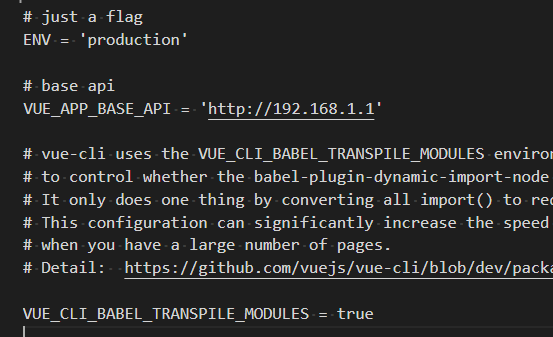 # just a flag
ENV = 'production'
# base api
VUE_APP_BASE_API = 'http://192.168.1.1'
# vue-cli uses the VUE_CLI_BABEL_TRANSPILE_MODULES environ
# to control whether the babel-plugin-dynamic-import-node
# It only does one thing by converting all import() to rec
# This configuration can significantly increase the speed
# when you have a large number of pages.
# Detail:  https://github.com/vuejs/vue-cli/blob/dev/packa
VUE_CLI_BABEL_TRANSPILE_MODULES = true